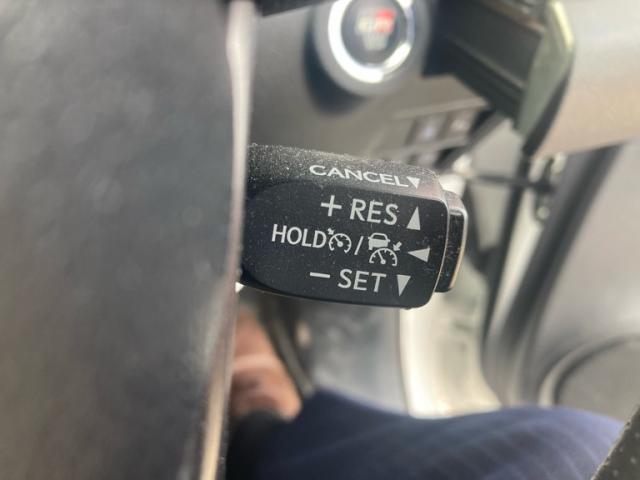 CANCEL
+ RES
HOLD /
− SET